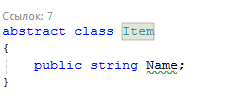 Ссылок: 7
abstract class Item
{
public string Name;
}